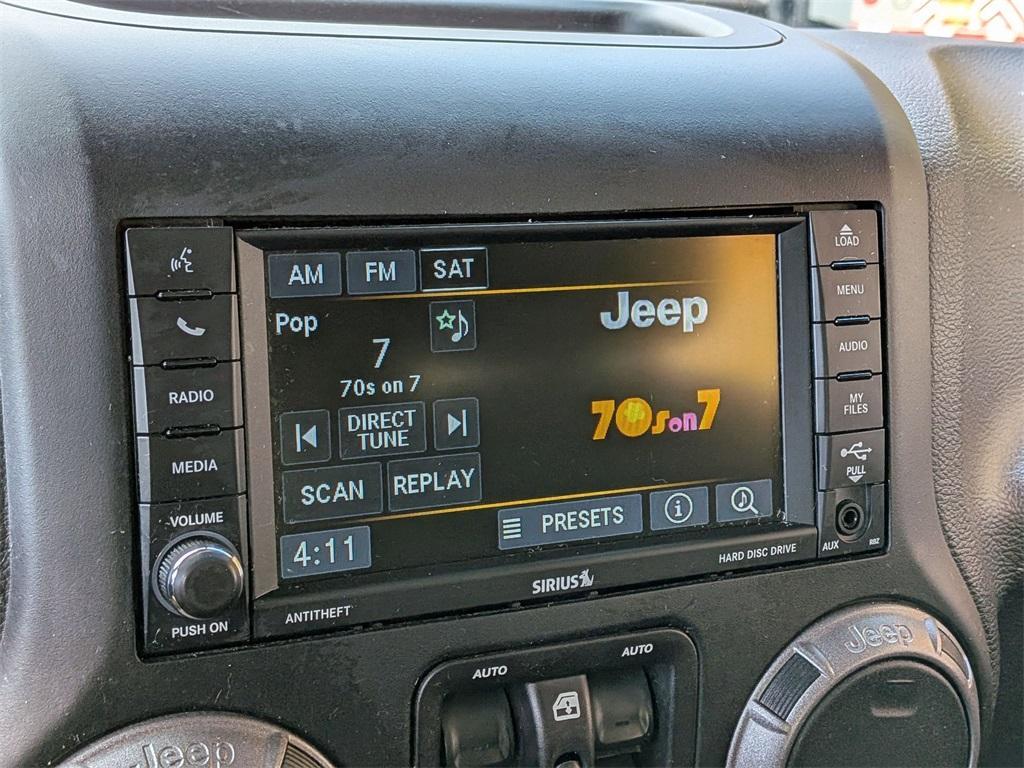 AM FM SAT
Pop
7
70s on 7
DIRECT
TUNE
SCAN REPLAY
4:11
PRESETS
i
Jeep
70s on 7
RADIO
MEDIA
VOLUME
PUSH ON
LOAD
MENU
AUDIO
MY
FILES
PULL
AUX RBZ
HARD DISC DRIVE
SIRIUS
ANTITHEFT
AUTO AUTO
Jeep
Jeep